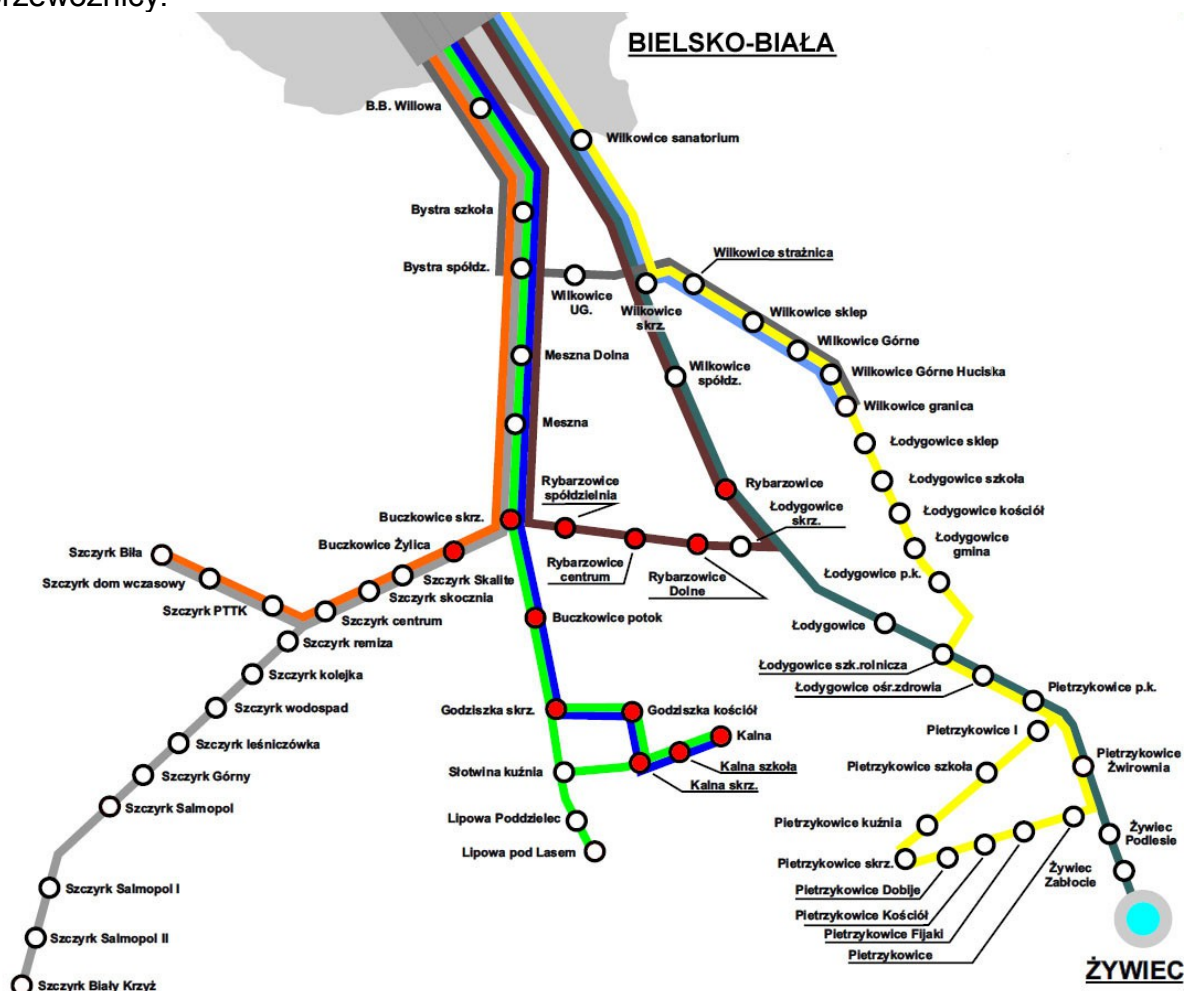 BIELSKO-BIAŁA
B.B. Willowa
Wilkowice sanatorium
Bystra szkoła
Wilkowice strażnica
Bystra spółdz.
Wilkowice
UG.
Wilkowice
skrz.
Wilkowice sklep
Wilkowice Górne
Meszna Dolna
Wilkowice
spółdz.
Wilkowice Górne Huciska
Wilkowice granica
Meszna
Łodygowice sklep
Rybarzowice
spółdzielnia
Rybarzowice
Łodygowice szkoła
Łodygowice
skrz.
Buczkowice skrz.
Łodygowice kościół
Buczkowice Żylica
Łodygowice
gmina
Szczyrk Biła
Rybarzowice
centrum
Rybarzowice
Dolne
Szczyrk dom wczasowy
Szczyrk Skalite
Łodygowice p.k.
Szczyrk skocznia
Szczyrk PTTK
Szczyrk centrum
Buczkowice potok
Łodygowice
Szczyrk remiza
Łodygowice szk.rolnicza
Szczyrk kolejka
Łodygowice ośr.zdrowia
Pietrzykowice p.k.
Szczyrk wodospad
Godziszka skrz.
Godziszka kościół
Pietrzykowice I
Kalna
Szczyrk leśniczówka
Pietrzykowice
Żwirownia
Kalna szkoła
Pietrzykowice szkoła
Szczyrk Górny
Słotwina kuźnia
Kalna skrz.
Szczyrk Salmopol
Lipowa Poddzielec
Pietrzykowice kuźnia
Żywiec
Podlesie
Lipowa pod Lasem
Pietrzykowice skrz.
Żywiec
Zabłocie
Szczyrk Salmopol I
Pietrzykowice Dobije
Pietrzykowice Kościół
Szczyrk Salmopol II
Pietrzykowice Fijaki
Pietrzykowice
ŻYWIEC
Szczyrk Biały Krzyż